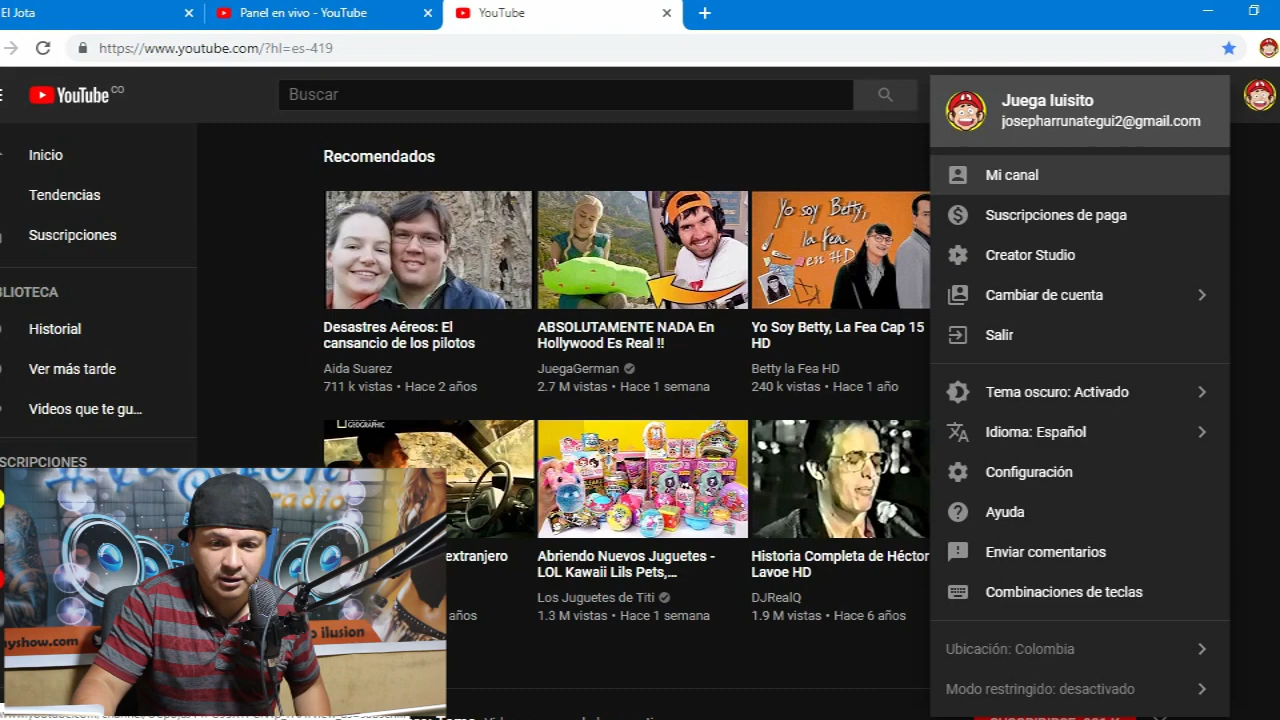 El Jota
Panel en vivo - YouTube
YouTube
https://www.youtube.com/?hl=es-419
YouTube CO
Buscar
Juega luisito
josepharrunategui2@gmail.com
Inicio
Tendencias
Suscripciones
BLIOTECA
Historial
Ver más tarde
Videos que te gu...
SCRIPCIONES
Recomendados
Yo soy Betty,
la fea
en HD
Desastres Aéreos: El
cansancio de los pilotos
Aida Suarez
711 k vistas • Hace 2 años
ABSOLUTAMENTE NADA En
Hollywood Es Real !!
JuegaGerman
2.7 M vistas • Hace 1 semana
Yo Soy Betty, La Fea Cap 15
HD
Betty la Fea HD
240 k vistas • Hace 1 año
GEOGRAPHIC
extranjero
años
Abriendo Nuevos Juguetes -
LOL Kawaii Lils Pets,...
Los Juguetes de Titi
1.3 M vistas • Hace 1 semana
Historia Completa de Héctor
Lavoe HD
DJRealQ
1.9 M vistas • Hace 6 años
Mi canal
Suscripciones de paga
Creator Studio
Cambiar de cuenta
Salir
Tema oscuro: Activado
Idioma: Español
Configuración
Ayuda
Enviar comentarios
Combinaciones de teclas
Ubicación: Colombia
Modo restringido: desactivado
radio
yshow.com
o ilusion